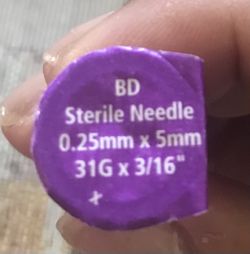 BD
Sterile Needle
0.25mm x 5mm
31G x 3/16"